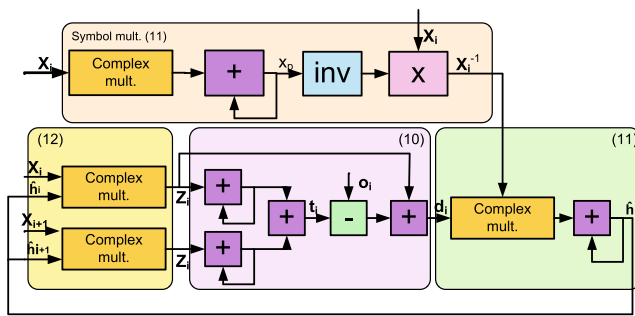 Symbol mult. (11)
Xi
Xi
Complex mult.
+
xp
inv
x
Xi-1
(12)
(10)
(11)
Xi
ĥi
Complex mult.
Zi
+
+
ti
oi
-
+
di
Complex mult.
+
ĥ
Xi+1
ĥi+1
Complex mult.
Zi
+